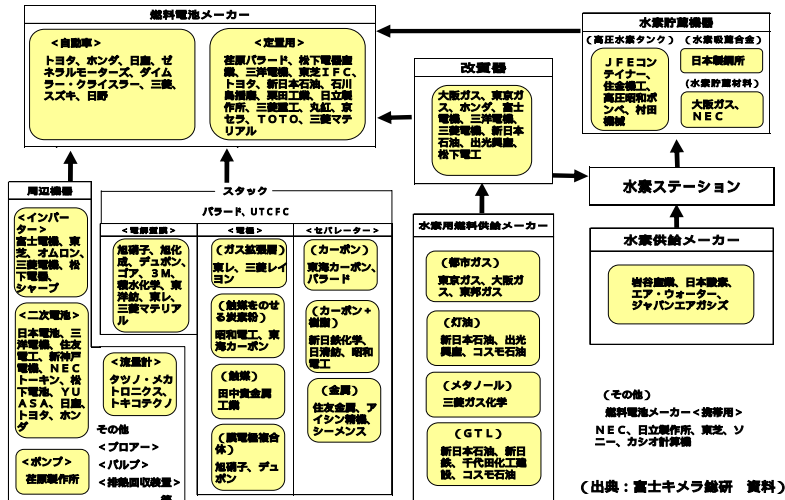 燃料電池メーカー
＜自動車＞
トヨタ、ホンダ、日産、ゼ
ネラルモーターズ、ダイム
ラー・クライスラー、三菱、
スズキ、日野
＜定置用＞
荏原バラード、松下電器産
業、三洋電機、東芝ＩＦＣ、
トヨタ、新日本石油、石川
島播磨、栗田工業、日立製
作所、三菱重工、丸紅、京
セラ、ＴＯＴＯ、三菱マテ
リアル
改質器
大阪ガス、東京ガ
ス、ホンダ、富士
電機、三洋電機、
三菱電機、新日本
石油、出光興産、
松下電工
水素貯蔵機器
（高圧水素タンク）
ＪＦＥコン
テイナー、
住金機工、
高圧昭和ボ
ンベ、村田
機械
（水素吸蔵合金）
日本製鋼所
（水素貯蔵材料）
大阪ガス、
ＮＥＣ
水素ステーション
水素供給メーカー
岩谷産業、日本酸素、
エア・ウォーター、
ジャパンエアガシズ
周辺機器
＜インバー
ター＞
富士電機、東
芝、オムロン、
三菱電機、松
下電器、
シャープ
＜二次電池＞
日本電池、三
洋電機、住友
電工、新神戸
電機、ＮＥＣ
トーキン、松
下電池、ＹＵ
ＡＳＡ、日産、
トヨタ、ホン
ダ
＜ポンプ＞
荏原製作所
＜流量計＞
タツノ・メカ
トロニクス、
トキコテクノ
その他
＜ブロアー＞
＜バルブ＞
＜排熱回収装置＞
等
スタック
バラード、ＵＴＣＦＣ
＜電解質膜＞
旭硝子、旭化
成、デュポン、
ゴア、３Ｍ、
積水化学、東
洋紡、東レ、
三菱マテリア
ル
＜電極＞
（ガス拡張層）
東レ、三菱レイ
ヨン
（触媒をのせ
る炭素粉）
昭和電工、東
海カーボン
（触媒）
田中貴金属
工業
（膜電極複合
体）
旭硝子、デュ
ポン
＜セパレーター＞
（カーボン）
東海カーボン、
バラード
（カーボン＋
樹脂）
新日鉄化学、
日清紡、昭和
電工
（金属）
住友金属、ア
イシン精機、
シーメンス
水素用燃料供給メーカー
（都市ガス）
東京ガス、大阪ガ
ス、東邦ガス
（灯油）
新日本石油、出光
興産、コスモ石油
（メタノール）
三菱ガス化学
（ＧＴＬ）
新日本石油、新日
鉄、千代田化工建
設、コスモ石油
（その他）
燃料電池メーカー＜携帯用＞
ＮＥＣ、日立製作所、東芝、ソ
ニー、カシオ計算機
（出典：富士キメラ総研　資料）